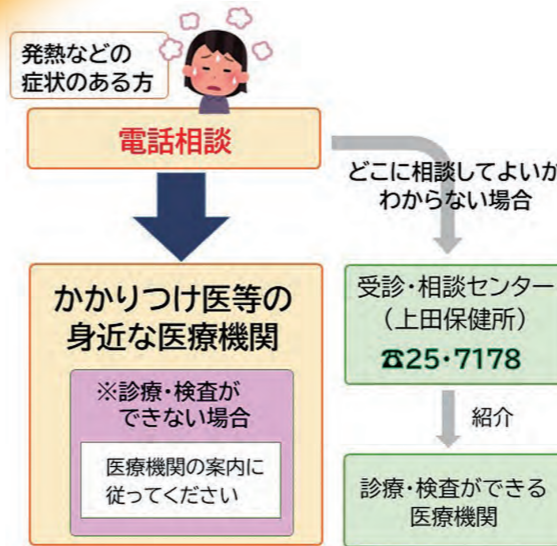 発熱などの
症状のある方
電話相談
どこに相談してよいか
わからない場合
かかりつけ医等の
身近な医療機関
※診療・検査が
できない場合
医療機関の案内に
従ってください
受診・相談センター
（上田保健所）
☎25・7178
紹介
診療・検査ができる
医療機関